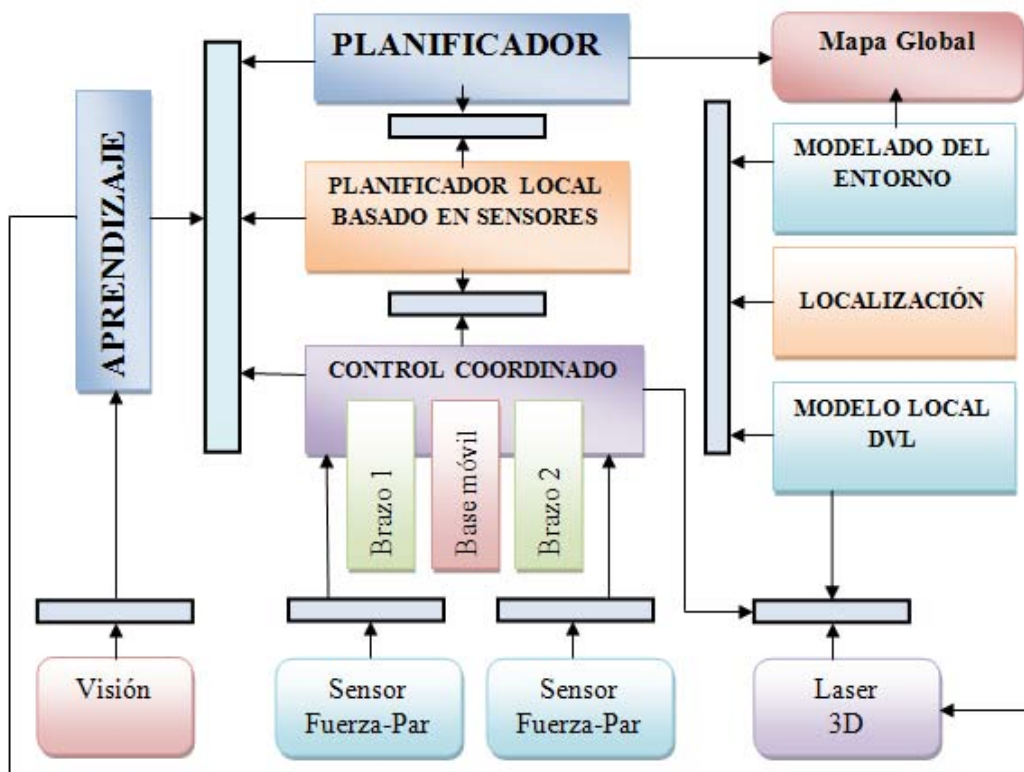 PLANIFICADOR
Mapa Global
APRENDIZAJE
PLANIFICADOR LOCAL
BASADO EN SENSORES
MODELADO DEL
ENTORNO
LOCALIZACIÓN
CONTROL COORDINADO
Brazo 1
Base móvil
Brazo 2
MODELO LOCAL
DVL
Visión
Sensor
Fuerza-Par
Sensor
Fuerza-Par
Laser
3D